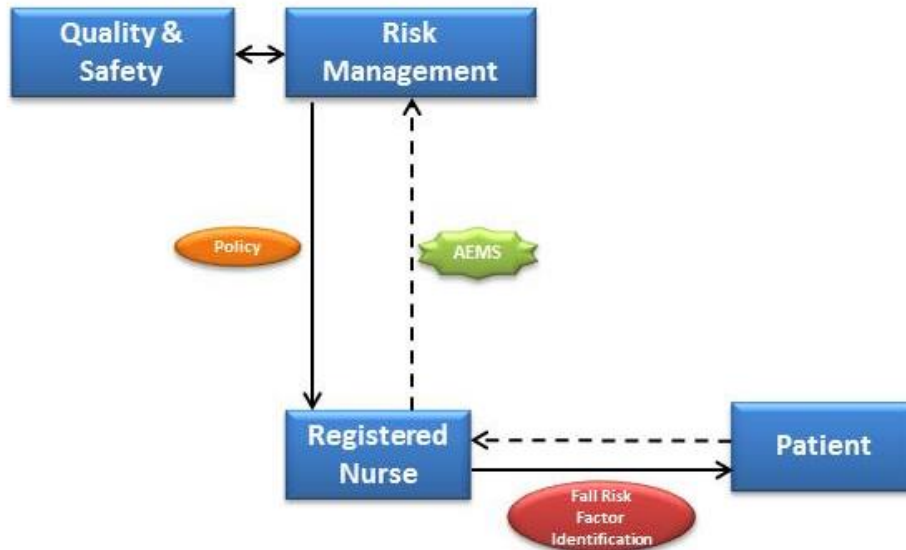 Quality &
Safety
Risk
Management
Policy
AEMS
Registered
Nurse
Patient
Fall Risk
Factor
Identification